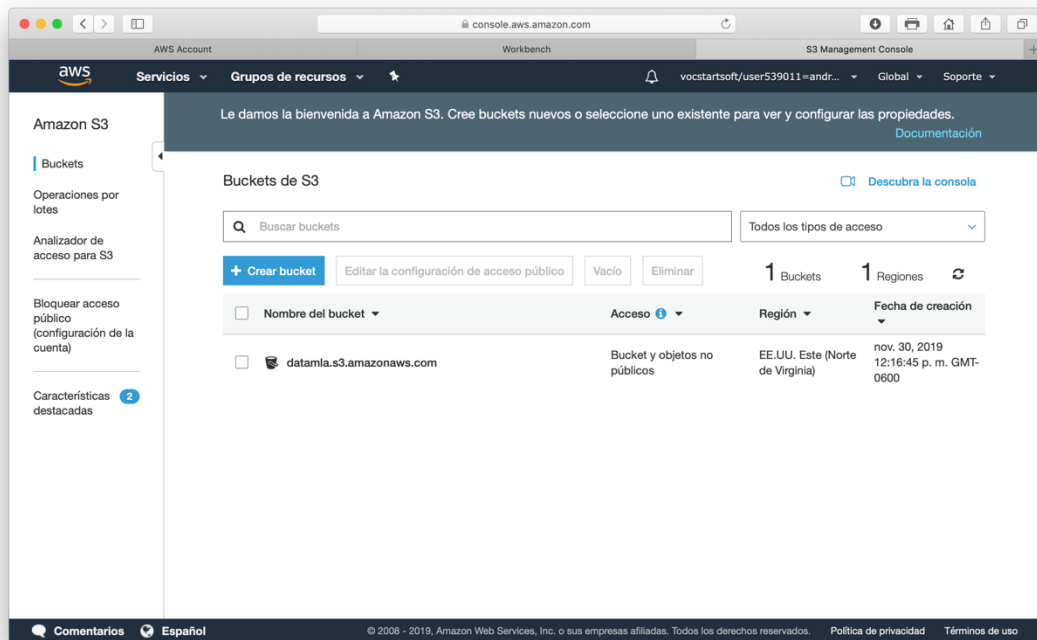 console.aws.amazon.com
AWS Account
Workbench
S3 Management Console
aws
Servicios
Grupos de recursos
vocstartsoft/user539011=andr...
Global
Soporte
Amazon S3
Buckets
Operaciones por
lotes
Analizador de
acceso para S3
Bloquear acceso
público
(configuración de la
cuenta)
Características 2
destacadas
Le damos la bienvenida a Amazon S3. Cree buckets nuevos o seleccione uno existente para ver y configurar las propiedades.
Documentación
Buckets de S3
Descubra la consola
Buscar buckets
Todos los tipos de acceso
+ Crear bucket
Editar la configuración de acceso público
Vacío
Eliminar
1 Buckets
1 Regiones
Nombre del bucket
Acceso
Región
Fecha de creación
datamla.s3.amazonaws.com
Bucket y objetos no
públicos
EE.UU. Este (Norte
de Virginia)
nov. 30, 2019
12:16:45 p. m. GMT-
0600
Comentarios
Español
© 2008 - 2019, Amazon Web Services, Inc. o sus empresas afiliadas. Todos los derechos reservados.
Política de privacidad
Términos de uso